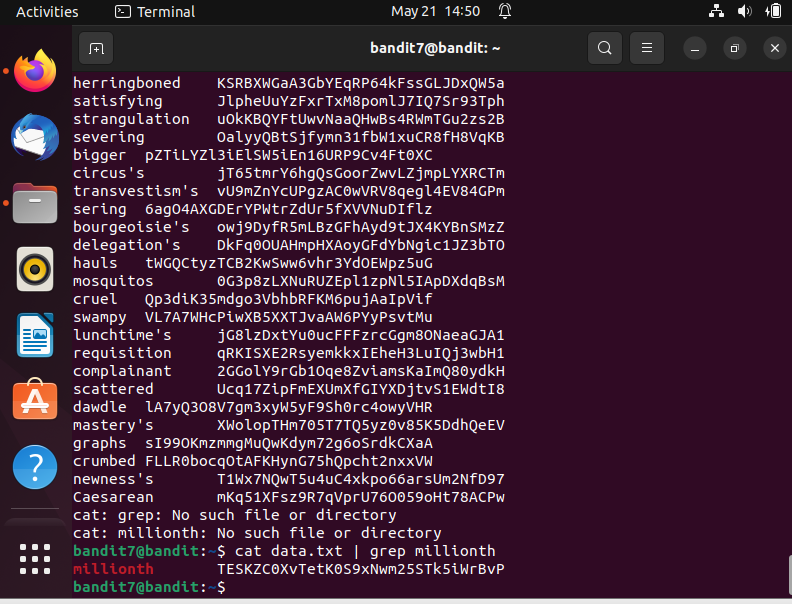 Activities Terminal May 21 14:50
bandit7@bandit: ~
herringboned KSRBXWGaA3GbYEqRP64kFssGLJDxQW5a
satisfying JlpheUuYzFxrTxM8pomlJ7IQ7Sr93Tph
strangulation uOkKBQYFtUwvNaaQHwBs4RWmTGu2zs2B
severing OalyyQBtSjfymn31fbW1xuCR8fH8VqKB
bigger pZTiLYZl3iElSW5iEn16URP9Cv4Ft0XC
circus's jT65tmrY6hgQsGoorZwvLZjmpLYXRCTm
transvestism's vU9mZnYcUPgzAC0wVRV8qegl4EV84GPm
sering 6agO4AXGDErYPWtrZdUr5fXVVNuDIflz
bourgeoisie's owj9DyfR5mLBzGFhAyd9tJX4KYBnSMzZ
delegation's DkFq0OUAHmpHXAoyGFdYbNgic1JZ3bTO
hauls tWGQCtyzTCB2KwSww6vhr3YdOEWpz5uG
mosquitos 0G3p8zLXNuRUZEpl1zpNl5IApDXdqBsM
cruel Qp3diK35mdgo3VbhbRFKM6pujAaIpVif
swampy VL7A7WHcPiwXB5XXTJvaAW6PYyPsvtMu
lunchtime's jG8lzDxtYu0ucFFFzrcGgm8ONaeaGJA1
requisition qRKISXE2RsyemkkxIEheH3LuIQj3wbH1
complainant 2GGolY9rGb1Oqe8ZviamsKaImQ80ydkH
scattered Ucq17ZipFmEXUmXfGIYXDjtvS1EWdtI8
dawdle lA7yQ3O8V7gm3xyW5yF9Sh0rc4owyVHR
mastery's XWolopTHm705T7TQ5yz0v85K5DdhQeEV
graphs sI99OKmzmmgMuQwKdym72g6oSrdkCXaA
crumbed FLLR0bocqOtAFKHynG75hQpcht2nxxVW
newness's T1Wx7NQwT5u4uC4xkpo66arsUm2NfD97
Caesarean mKq51XFsz9R7qVprU76O059oHt78ACPw
cat: grep: No such file or directory
cat: millionth: No such file or directory
bandit7@bandit:~$ cat data.txt | grep millionth
millionth TESKZC0XvTetK0S9xNwm25STk5iWrBvP
bandit7@bandit:~$